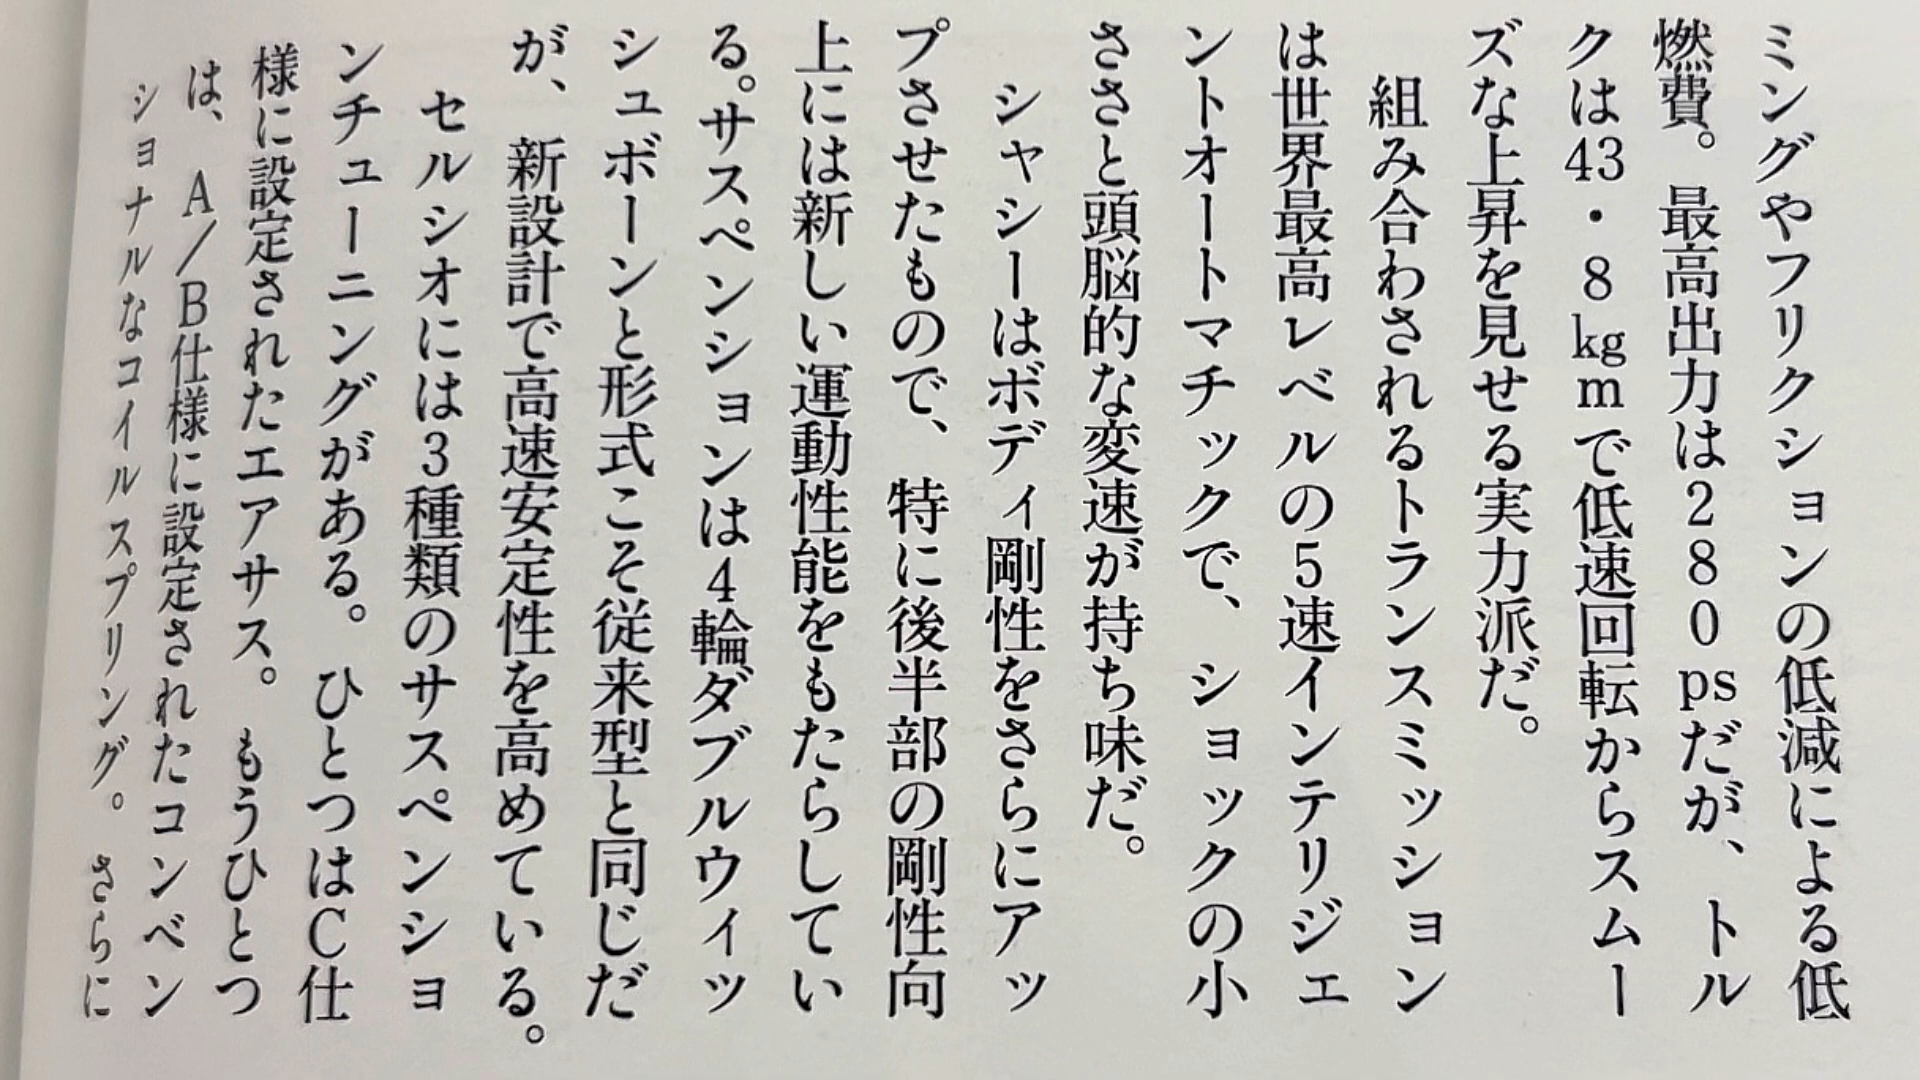 ミングやフリクションの低減による低
燃費。最高出力は280psだが、トル
クは43・8kgmで低速回転からスムー
ズな上昇を見せる実力派だ。
組み合わされるトランスミッション
は世界最高レベルの5速インテリジェ
ントオートマチックで、ショックの小
ささと頭脳的な変速が持ち味だ。
シャシーはボディ剛性をさらにアッ
プさせたもので、特に後半部の剛性向
上には新しい運動性能をもたらしてい
る。サスペンションは4輪ダブルウィッ
シュボーンと形式こそ従来型と同じだ
が、新設計で高速安定性を高めている。
セルシオには3種類のサスペンショ
ンチューニングがある。ひとつはC仕
様に設定されたエアサス。もうひとつ
は、A/B仕様に設定されたコンベン
ショナルなコイルスプリング。さらに